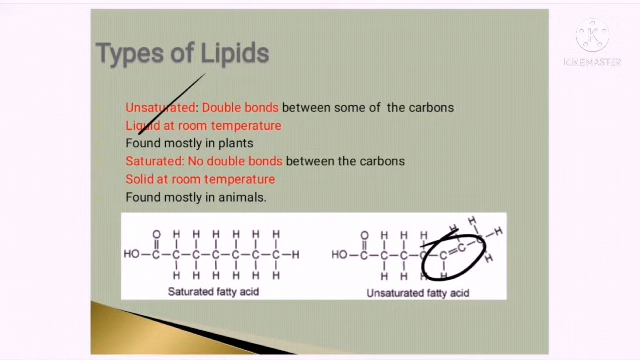 Types of Lipids
KINEMASTER
Unsaturated: Double bonds between some of the carbons
Liquid at room temperature
Found mostly in plants
Saturated: No double bonds between the carbons
Solid at room temperature
Found mostly in animals.
O H H H H H H
HO-C-C-C-C-C-C-C-H
H H H H H H
Saturated fatty acid
O H H H H H H
HO-C-C-C-C-C=C-C-H
H H H H H
Unsaturated fatty acid